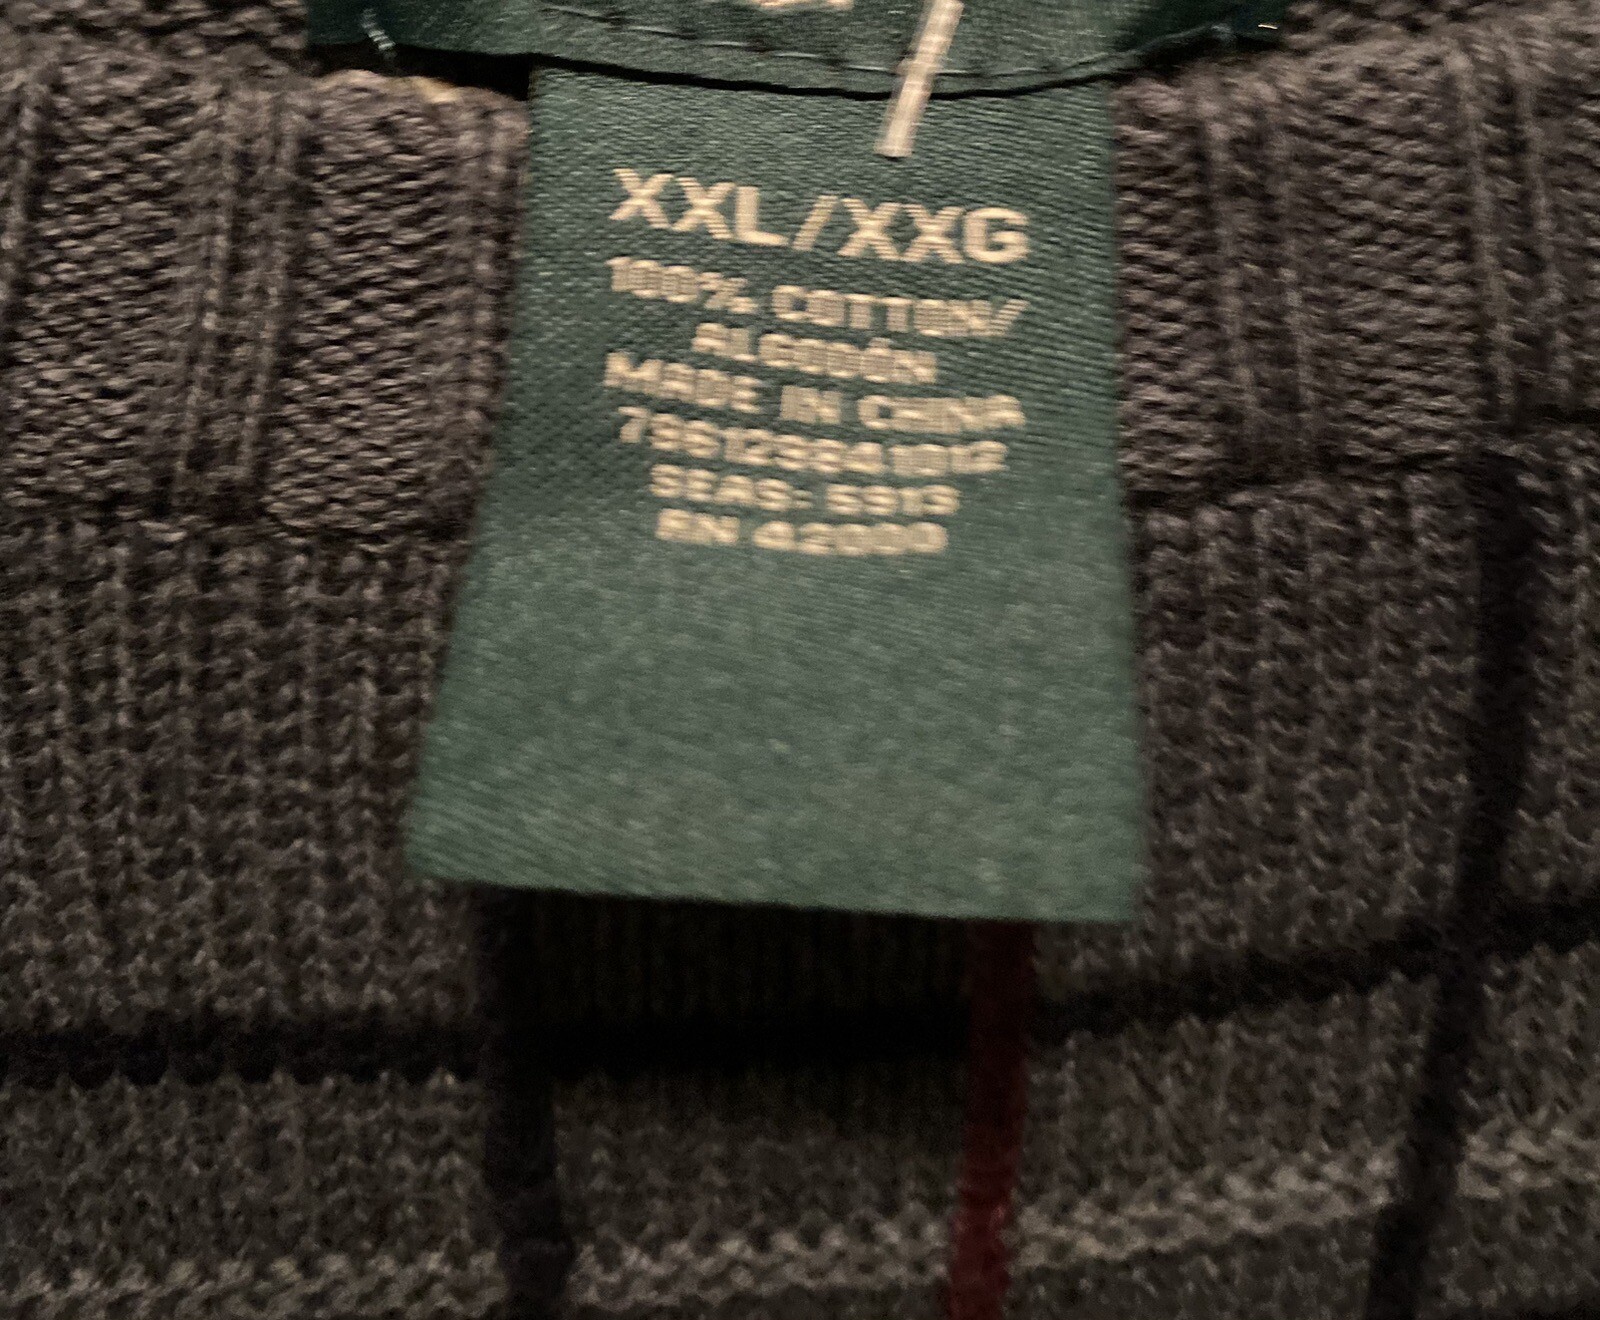 XXL/XXG
100% COTTON/
ALGODÓN
MADE IN CHINA
SEAS: 5913
RN 42000